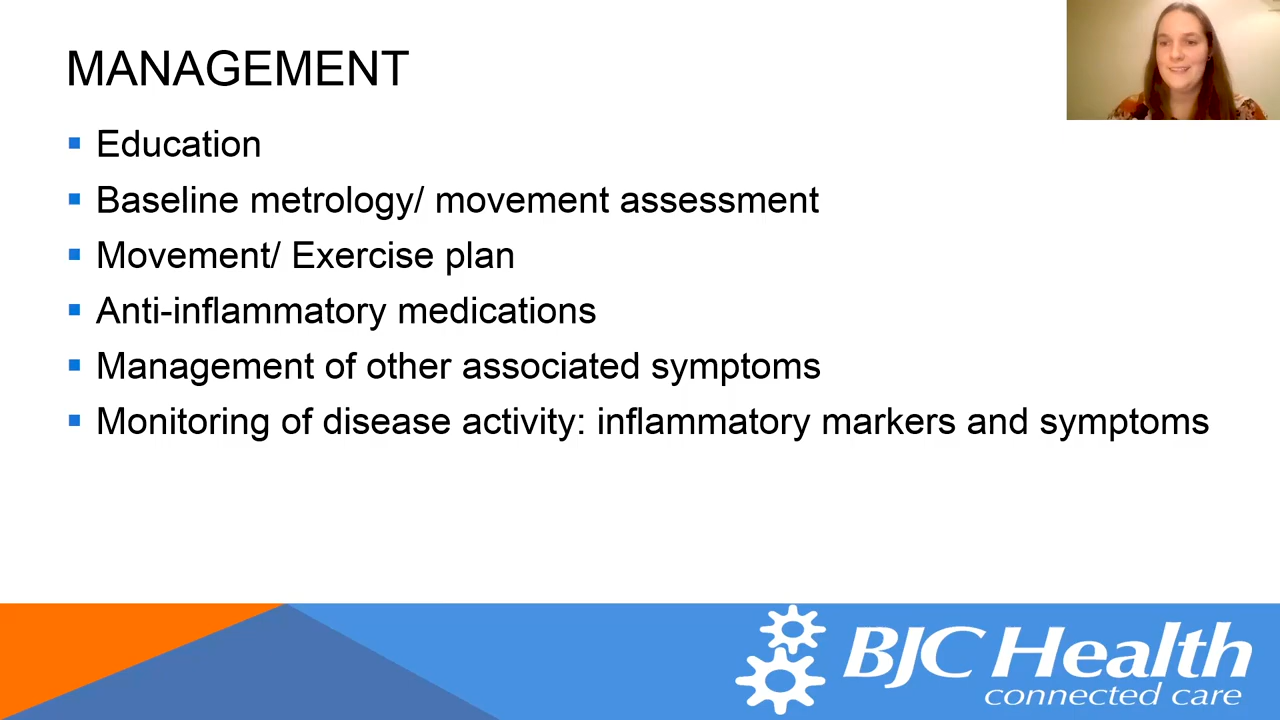 MANAGEMENT
Education
Baseline metrology/ movement assessment
Movement/ Exercise plan
Anti-inflammatory medications
Management of other associated symptoms
Monitoring of disease activity: inflammatory markers and symptoms
BJC Health
connected care